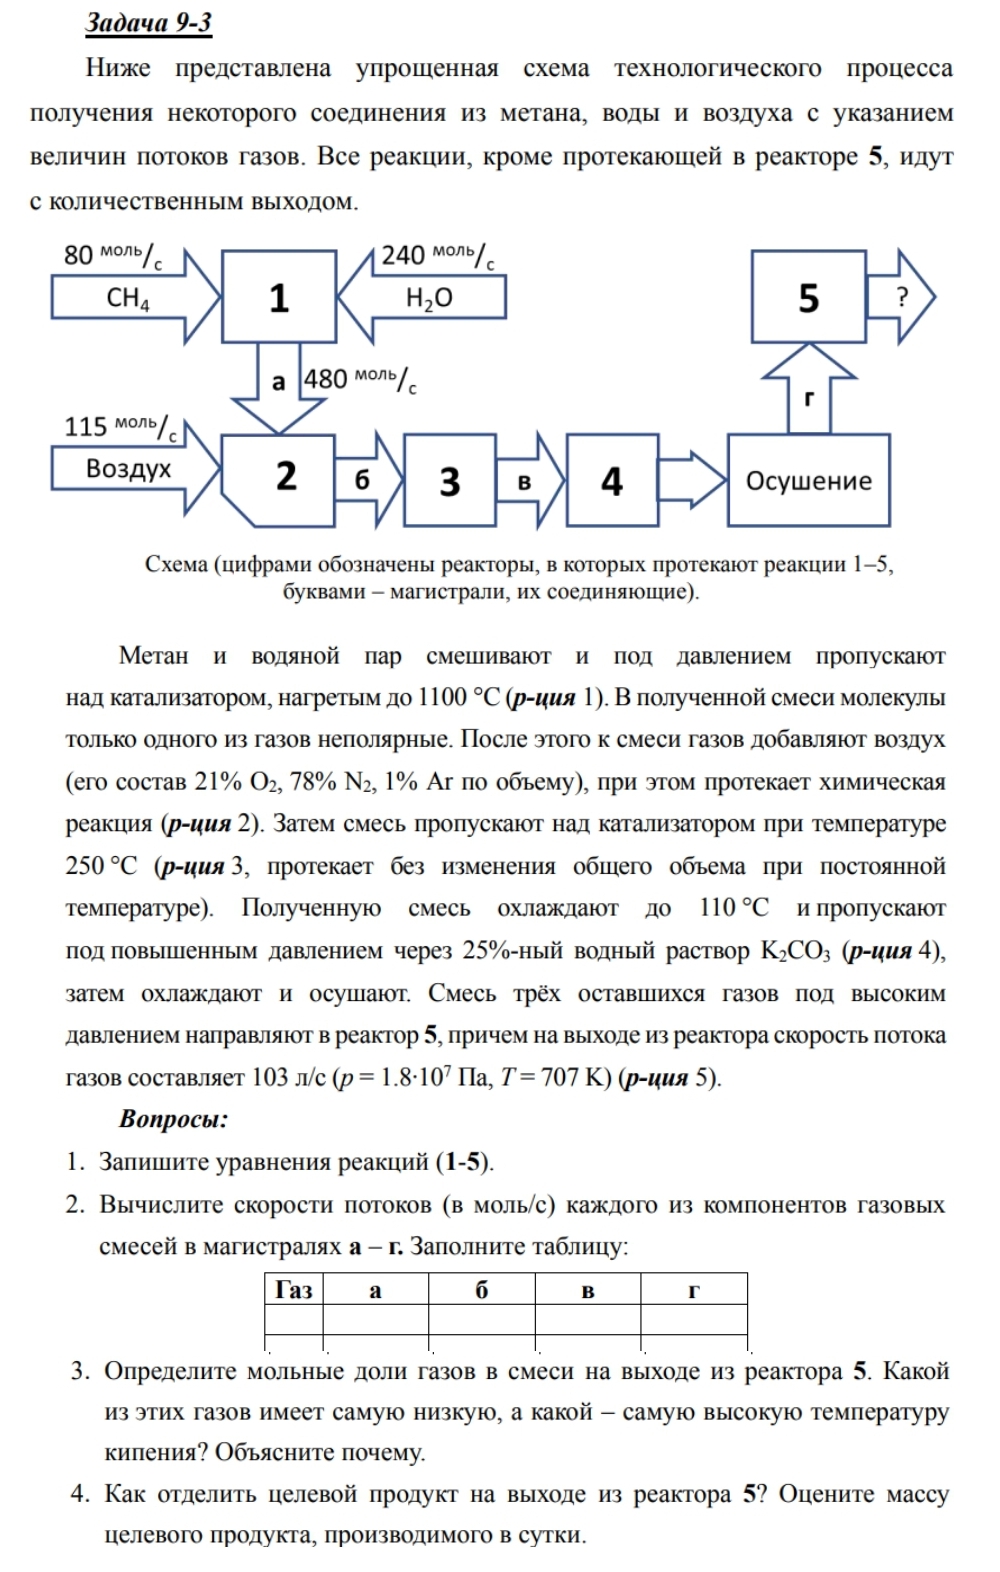 Задача 9-3
Ниже представлена упрощенная схема технологического процесса
получения некоторого соединения из метана, воды и воздуха с указанием
величин потоков газов. Все реакции, кроме протекающей в реакторе 5, идут
с количественным выходом.
80 моль/с
240 моль/с
CH4
1
H2O
5
?
а
480 моль/с
г
115 моль/с
Воздух
2
б
3
в
4
Осушение
Схема (цифрами обозначены реакторы, в которых протекают реакции 1–5,
буквами – магистрали, их соединяющие).
Метан и водяной пар смешивают и под давлением пропускают
над катализатором, нагретым до 1100 °C (р-ция 1). В полученной смеси молекулы
только одного из газов неполярные. После этого к смеси газов добавляют воздух
(его состав 21% O2, 78% N2, 1% Ar по объему), при этом протекает химическая
реакция (р-ция 2). Затем смесь пропускают над катализатором при температуре
250 °C (р-ция 3, протекает без изменения общего объема при постоянной
температуре). Полученную смесь охлаждают до 110 °C и пропускают
под повышенным давлением через 25%-ный водный раствор K2CO3 (р-ция 4),
затем охлаждают и осушают. Смесь трёх оставшихся газов под высоким
давлением направляют в реактор 5, причем на выходе из реактора скорость потока
газов составляет 103 л/с (p = 1.8·10⁷ Па, T = 707 K) (р-ция 5).
Вопросы:
1. Запишите уравнения реакций (1-5).
2. Вычислите скорости потоков (в моль/с) каждого из компонентов газовых
смесей в магистралях а – г. Заполните таблицу:
Газ а б в г
3. Определите мольные доли газов в смеси на выходе из реактора 5. Какой
из этих газов имеет самую низкую, а какой – самую высокую температуру
кипения? Объясните почему.
4. Как отделить целевой продукт на выходе из реактора 5? Оцените массу
целевого продукта, производимого в сутки.